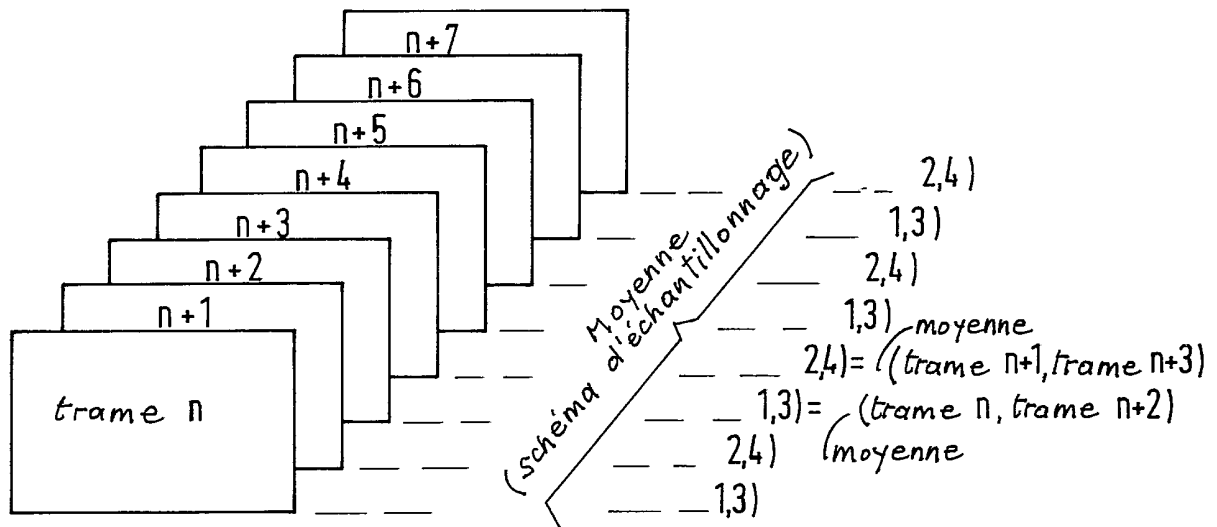 n+7
n+6
n+5
n+4
n+3
n+2
n+1
trame n
Moyenne
d'échantillonnage)
(schéma
2,4)
1,3)
2,4)
1,3)
moyenne
2,4)= (trame n+1, trame n+3)
1,3)= (trame n, trame n+2)
2,4) moyenne
1,3)